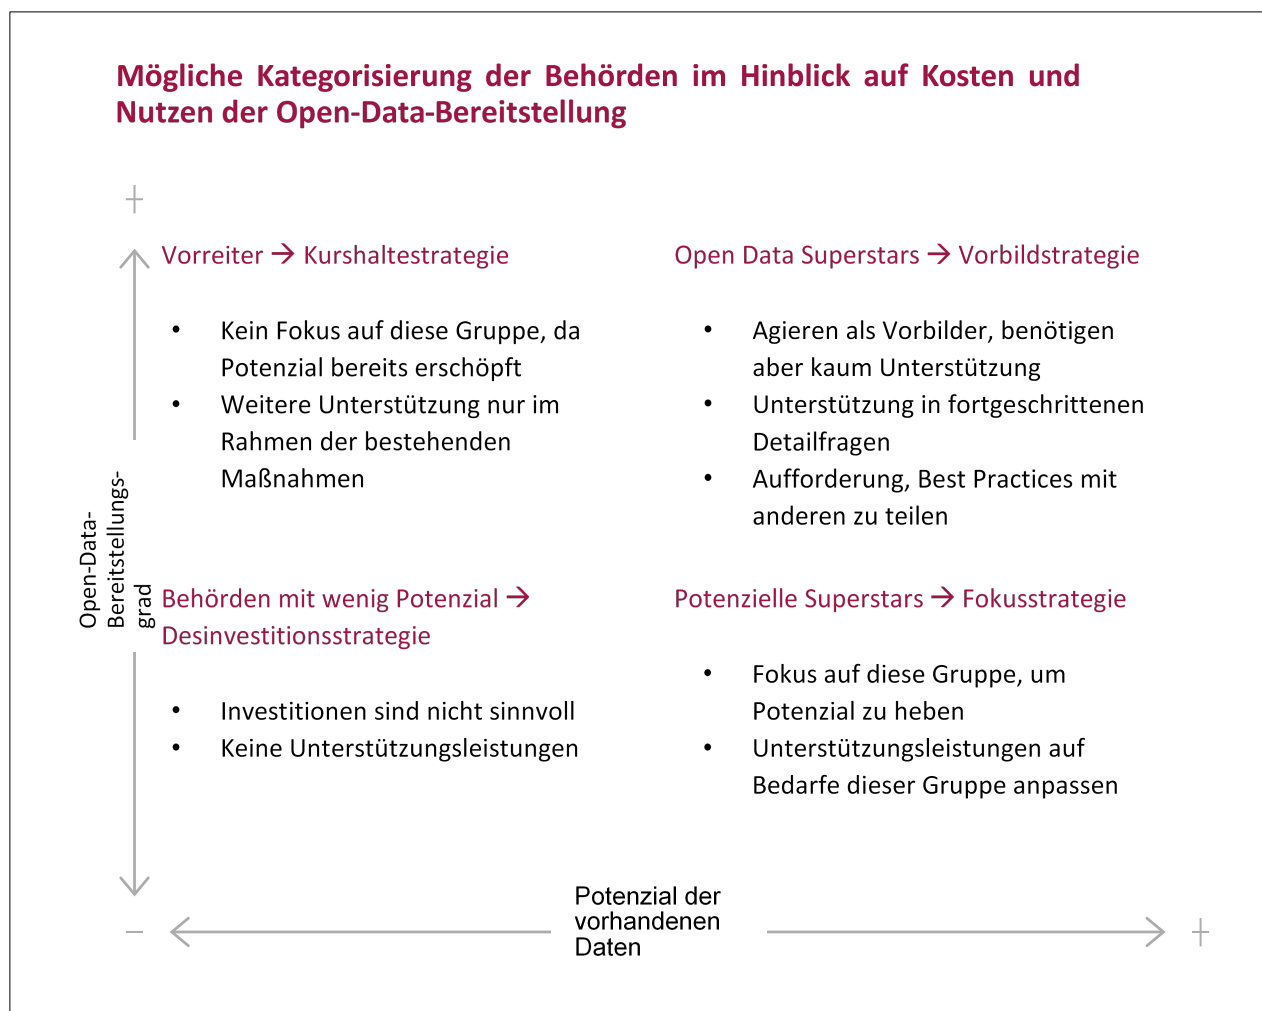 Mögliche Kategorisierung der Behörden im Hinblick auf Kosten und
Nutzen der Open-Data-Bereitstellung
+
Vorreiter → Kurshaltestrategie
• Kein Fokus auf diese Gruppe, da
Potenzial bereits erschöpft
• Weitere Unterstützung nur im
Rahmen der bestehenden
Maßnahmen
Open Data Superstars → Vorbildstrategie
• Agieren als Vorbilder, benötigen
aber kaum Unterstützung
• Unterstützung in fortgeschrittenen
Detailfragen
• Aufforderung, Best Practices mit
anderen zu teilen
Open-Data-
Bereitstellungs-
grad
Behörden mit wenig Potenzial →
Desinvestitionsstrategie
• Investitionen sind nicht sinnvoll
• Keine Unterstützungsleistungen
Potenzielle Superstars → Fokusstrategie
• Fokus auf diese Gruppe, um
Potenzial zu heben
• Unterstützungsleistungen auf
Bedarfe dieser Gruppe anpassen
–
Potenzial der
vorhandenen
Daten
+